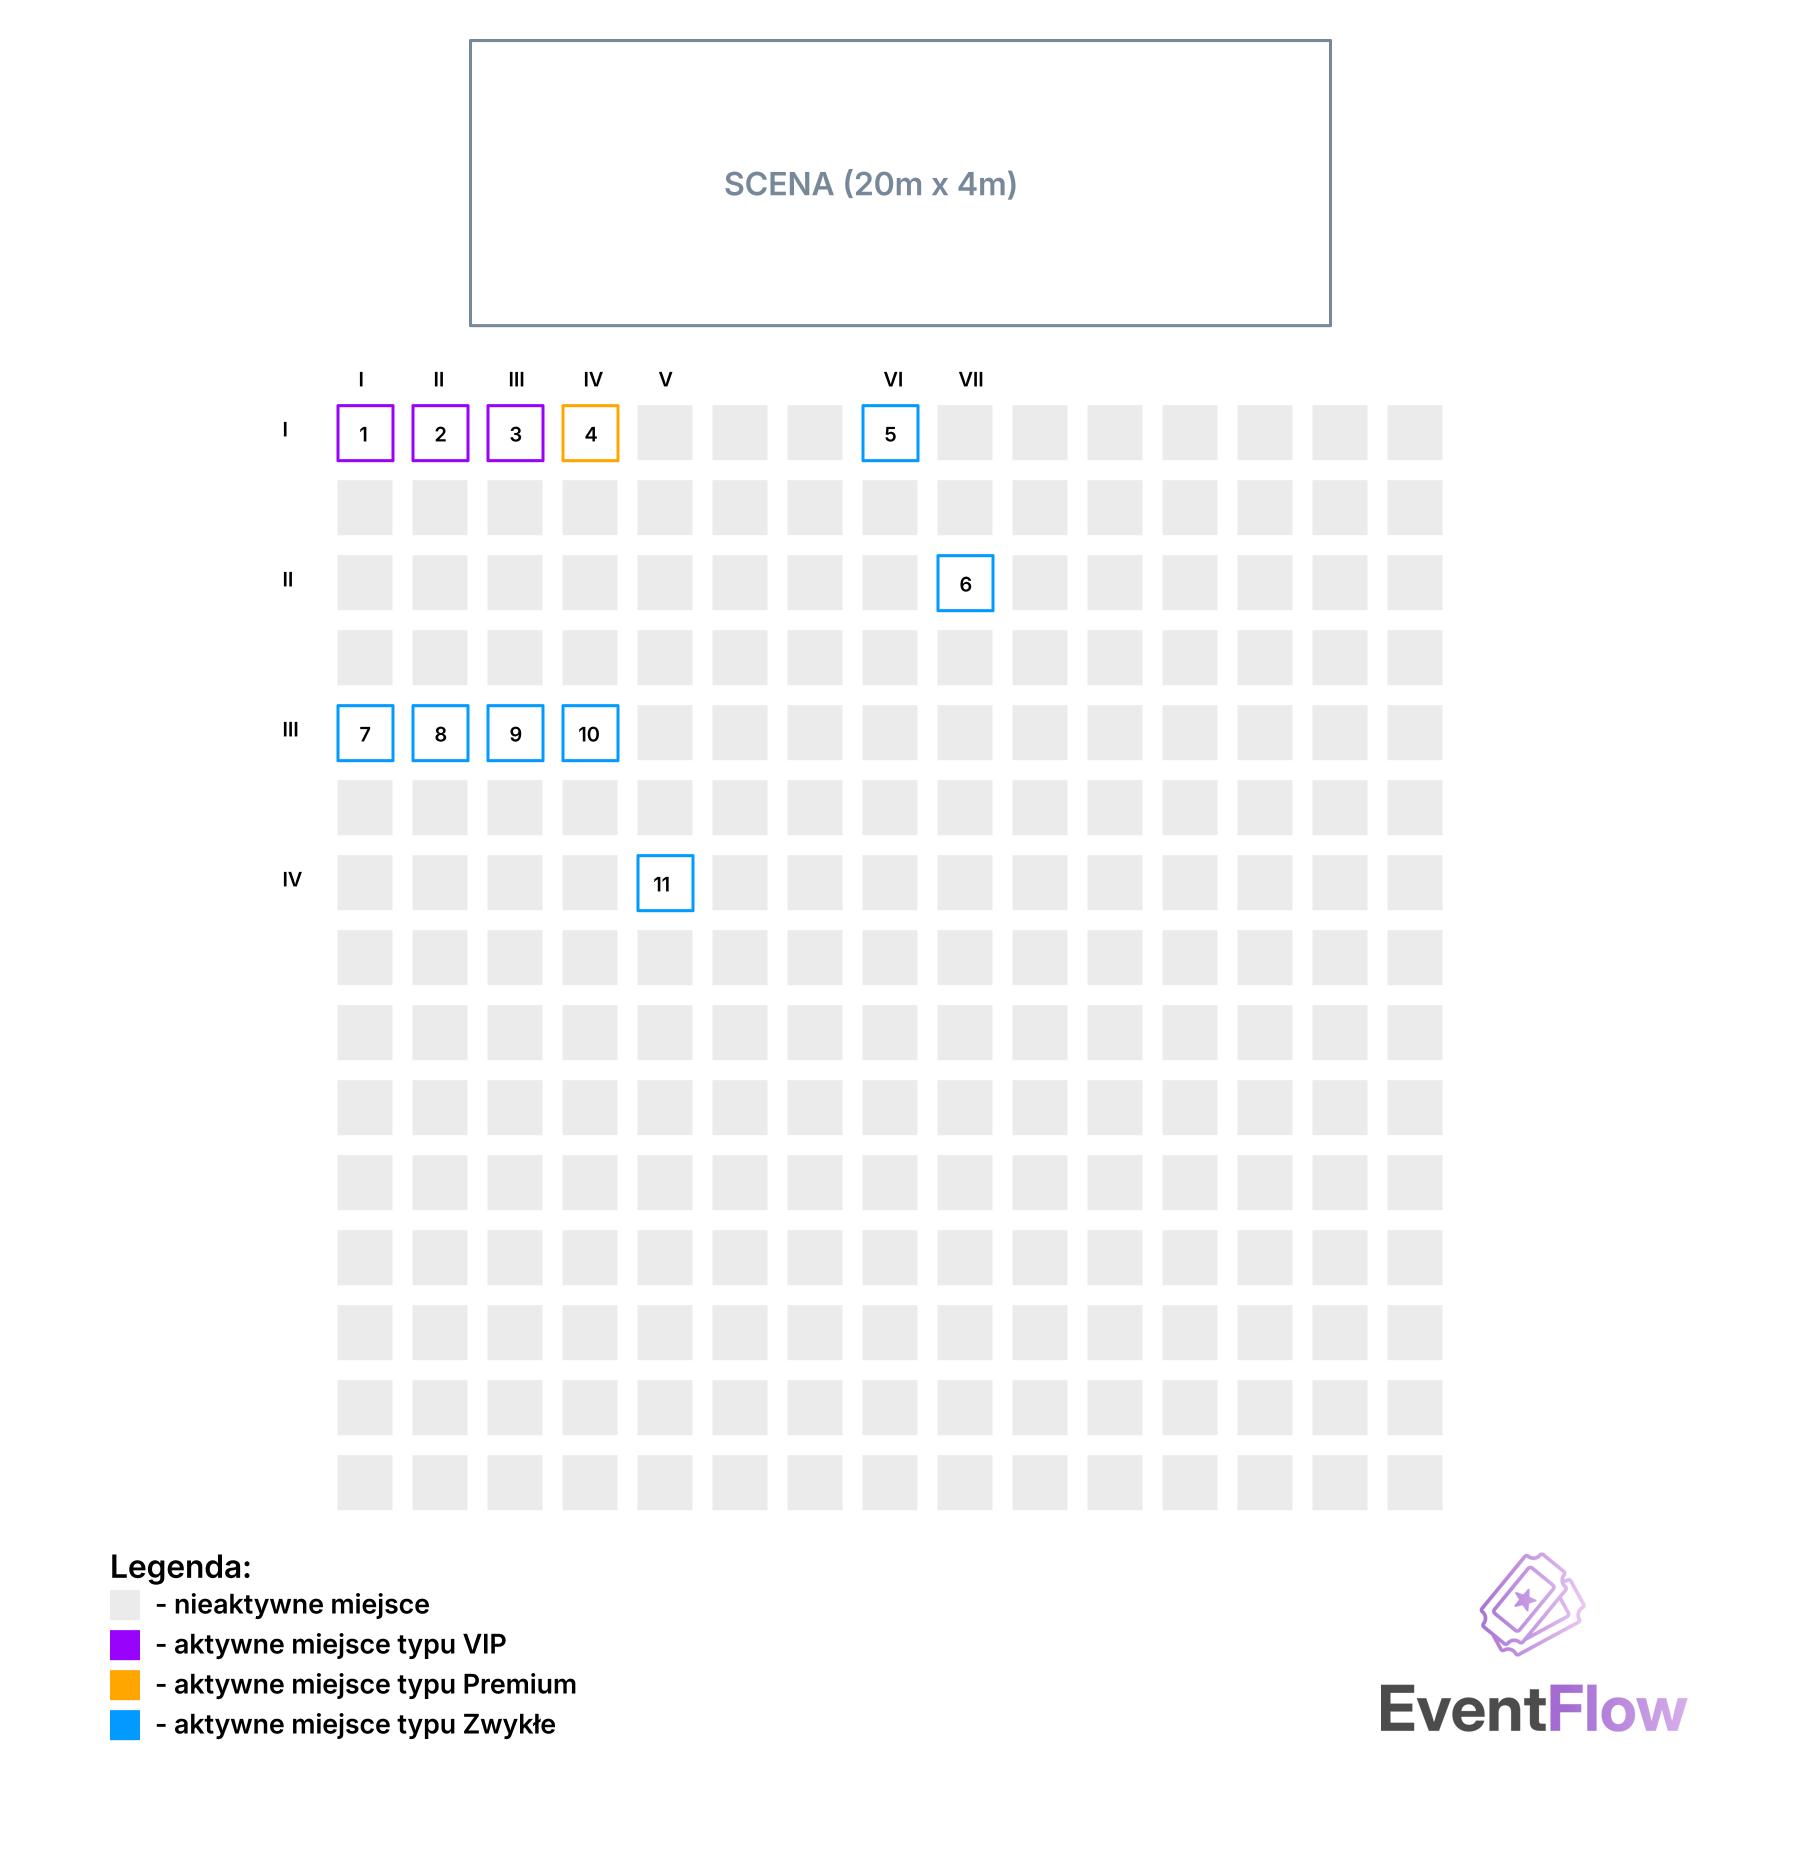 SCENA (20m x 4m)
I II III IV V VI VII
I 1 2 3 4 5
II 6
III 7 8 9 10
IV 11
Legenda:
- nieaktywne miejsce
- aktywne miejsce typu VIP
- aktywne miejsce typu Premium
- aktywne miejsce typu Zwykłe
EventFlow